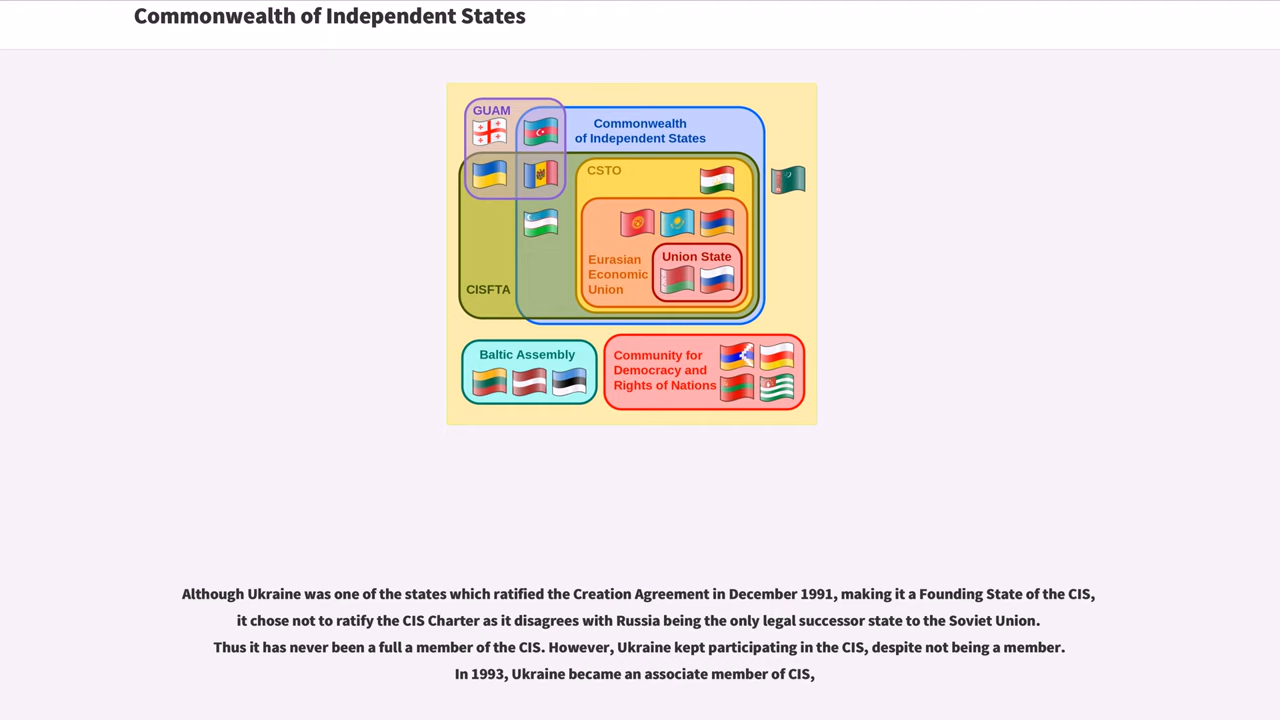 Commonwealth of Independent States
GUAM
Commonwealth
of Independent States
CSTO
Eurasian
Economic
Union
Union State
CISFTA
Baltic Assembly
Community for
Democracy and
Rights of Nations
Although Ukraine was one of the states which ratified the Creation Agreement in December 1991, making it a Founding State of the CIS,
it chose not to ratify the CIS Charter as it disagrees with Russia being the only legal successor state to the Soviet Union.
Thus it has never been a full a member of the CIS. However, Ukraine kept participating in the CIS, despite not being a member.
In 1993, Ukraine became an associate member of CIS,